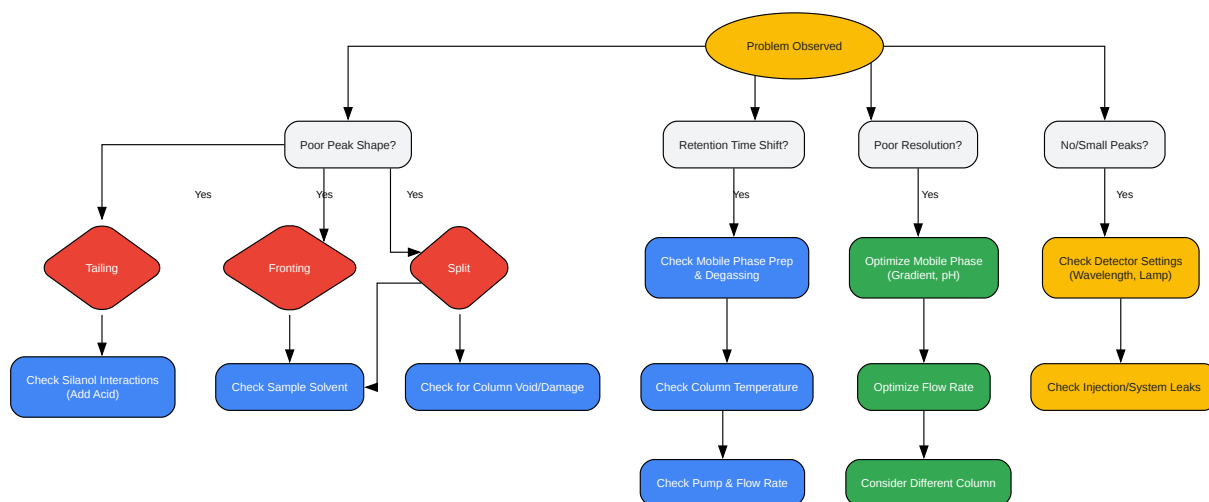 Problem Observed
Poor Peak Shape?
Retention Time Shift?
Poor Resolution?
No/Small Peaks?
Yes
Yes
Yes
Yes
Yes
Yes
Tailing
Fronting
Split
Check Mobile Phase Prep
& Degassing
Optimize Mobile Phase
(Gradient, pH)
Check Detector Settings
(Wavelength, Lamp)
Check Silanol Interactions
(Add Acid)
Check Sample Solvent
Check for Column Void/Damage
Check Column Temperature
Optimize Flow Rate
Check Injection/System Leaks
Check Pump & Flow Rate
Consider Different Column